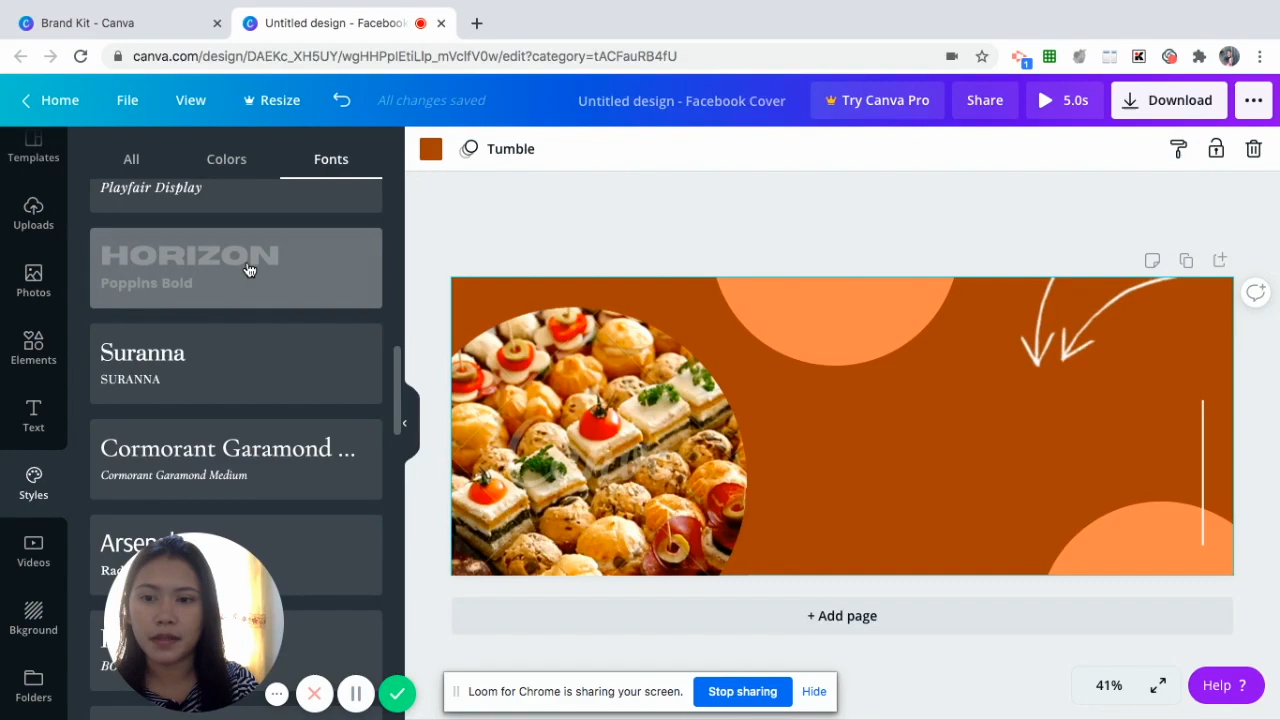 Brand Kit - Canva
Untitled design - Facebook
canva.com/design/DAEKc_XH5UY/wgHHPplEtiLlp_mVclfV0w/edit?category=tACFauRB4fU
1
Home
File
View
Resize
All changes saved
Untitled design - Facebook Cover
Try Canva Pro
Share
5.0s
Download
Templates
All
Colors
Fonts
Tumble
Playfair Display
Uploads
HORIZON
Poppins Bold
Photos
Suranna
SURANNA
Elements
Text
Cormorant Garamond ...
Cormorant Garamond Medium
Styles
Videos
Bkground
Folders
+ Add page
Loom for Chrome is sharing your screen.
Stop sharing
Hide
41%
Help ?